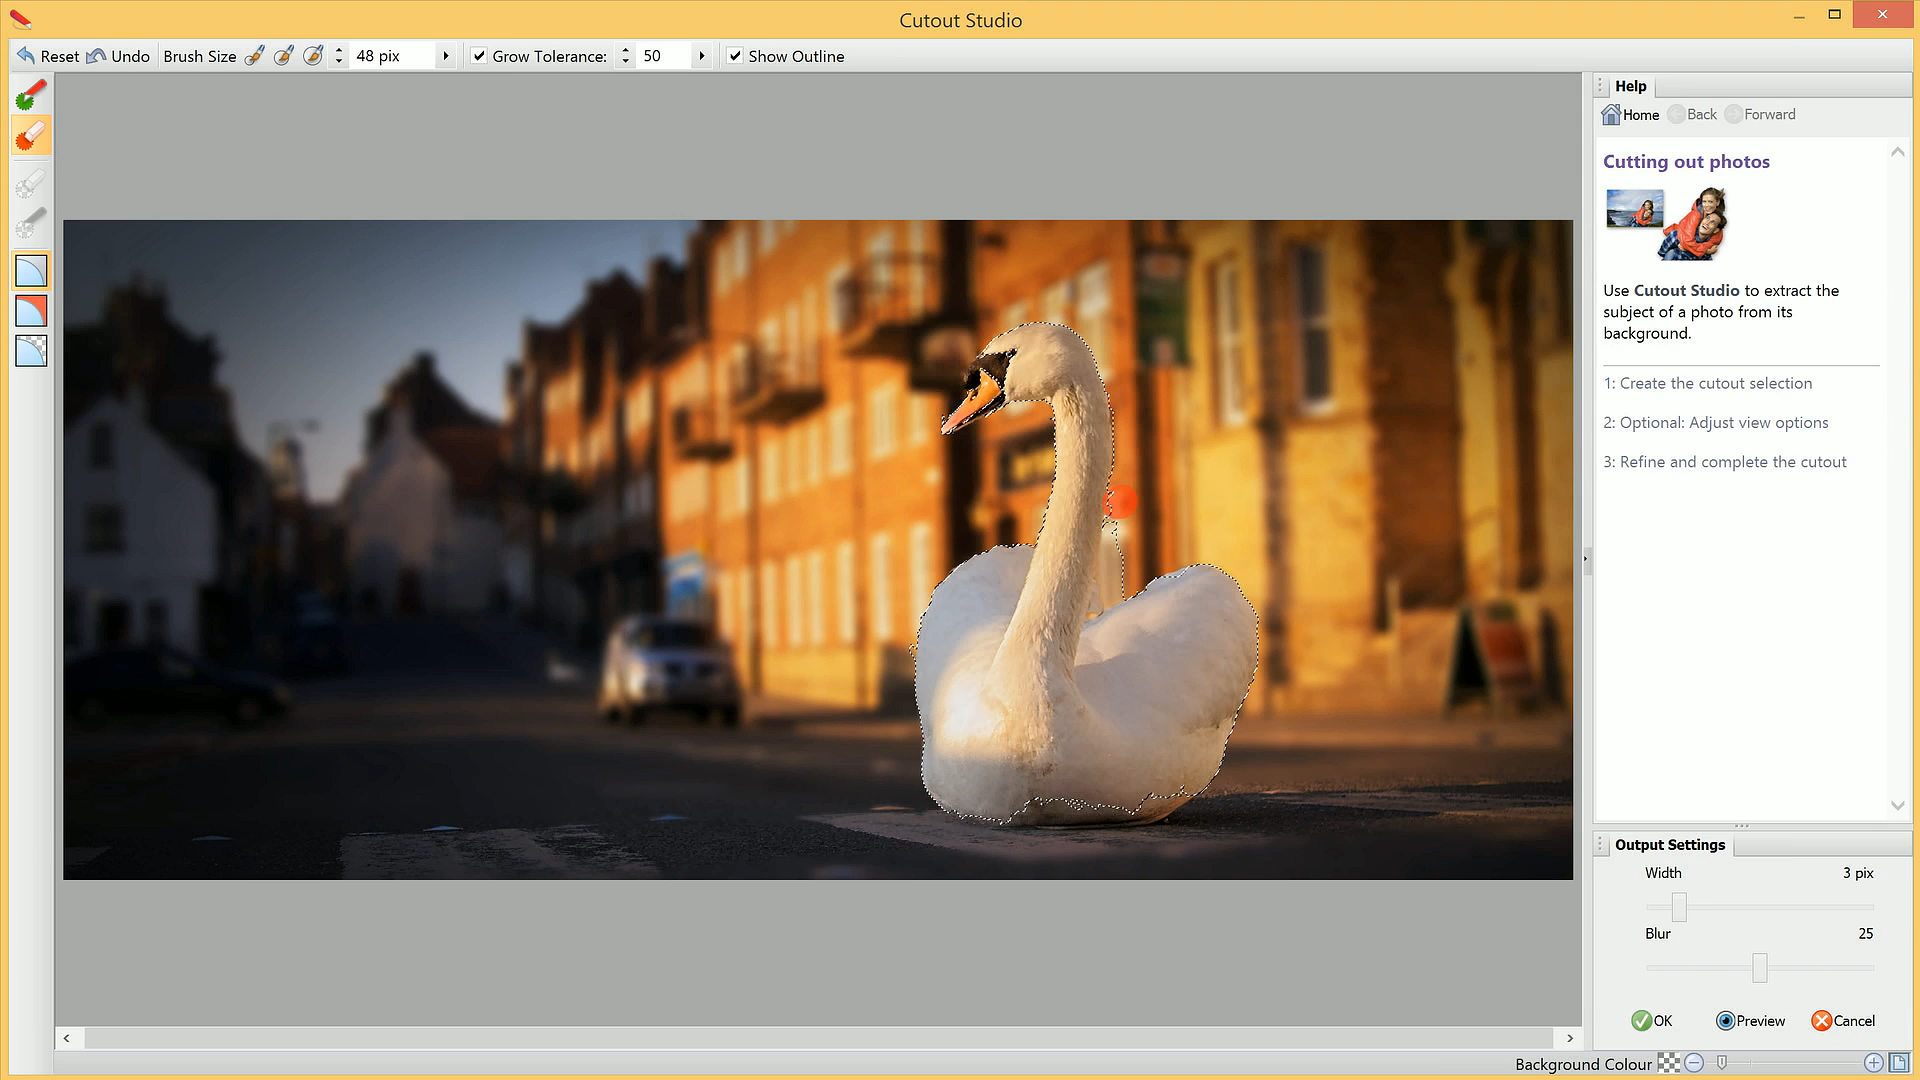 Cutout Studio
Reset Undo Brush Size 48 pix Grow Tolerance: 50 Show Outline
Help
Home Back Forward
Cutting out photos
Use Cutout Studio to extract the
subject of a photo from its
background.
1: Create the cutout selection
2: Optional: Adjust view options
3: Refine and complete the cutout
Output Settings
Width 3 pix
Blur 25
OK Preview Cancel
Background Colour